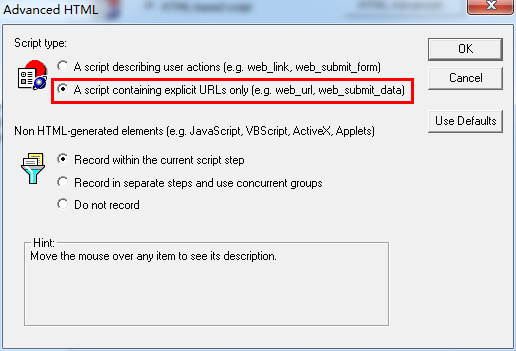 Advanced HTML
Script type:
A script describing user actions (e.g. web_link, web_submit_form)
A script containing explicit URLs only (e.g. web_url, web_submit_data)
OK
Cancel
Use Defaults
Non HTML-generated elements (e.g. JavaScript, VBScript, ActiveX, Applets)
Record within the current script step
Record in separate steps and use concurrent groups
Do not record
Hint:
Move the mouse over any item to see its description.